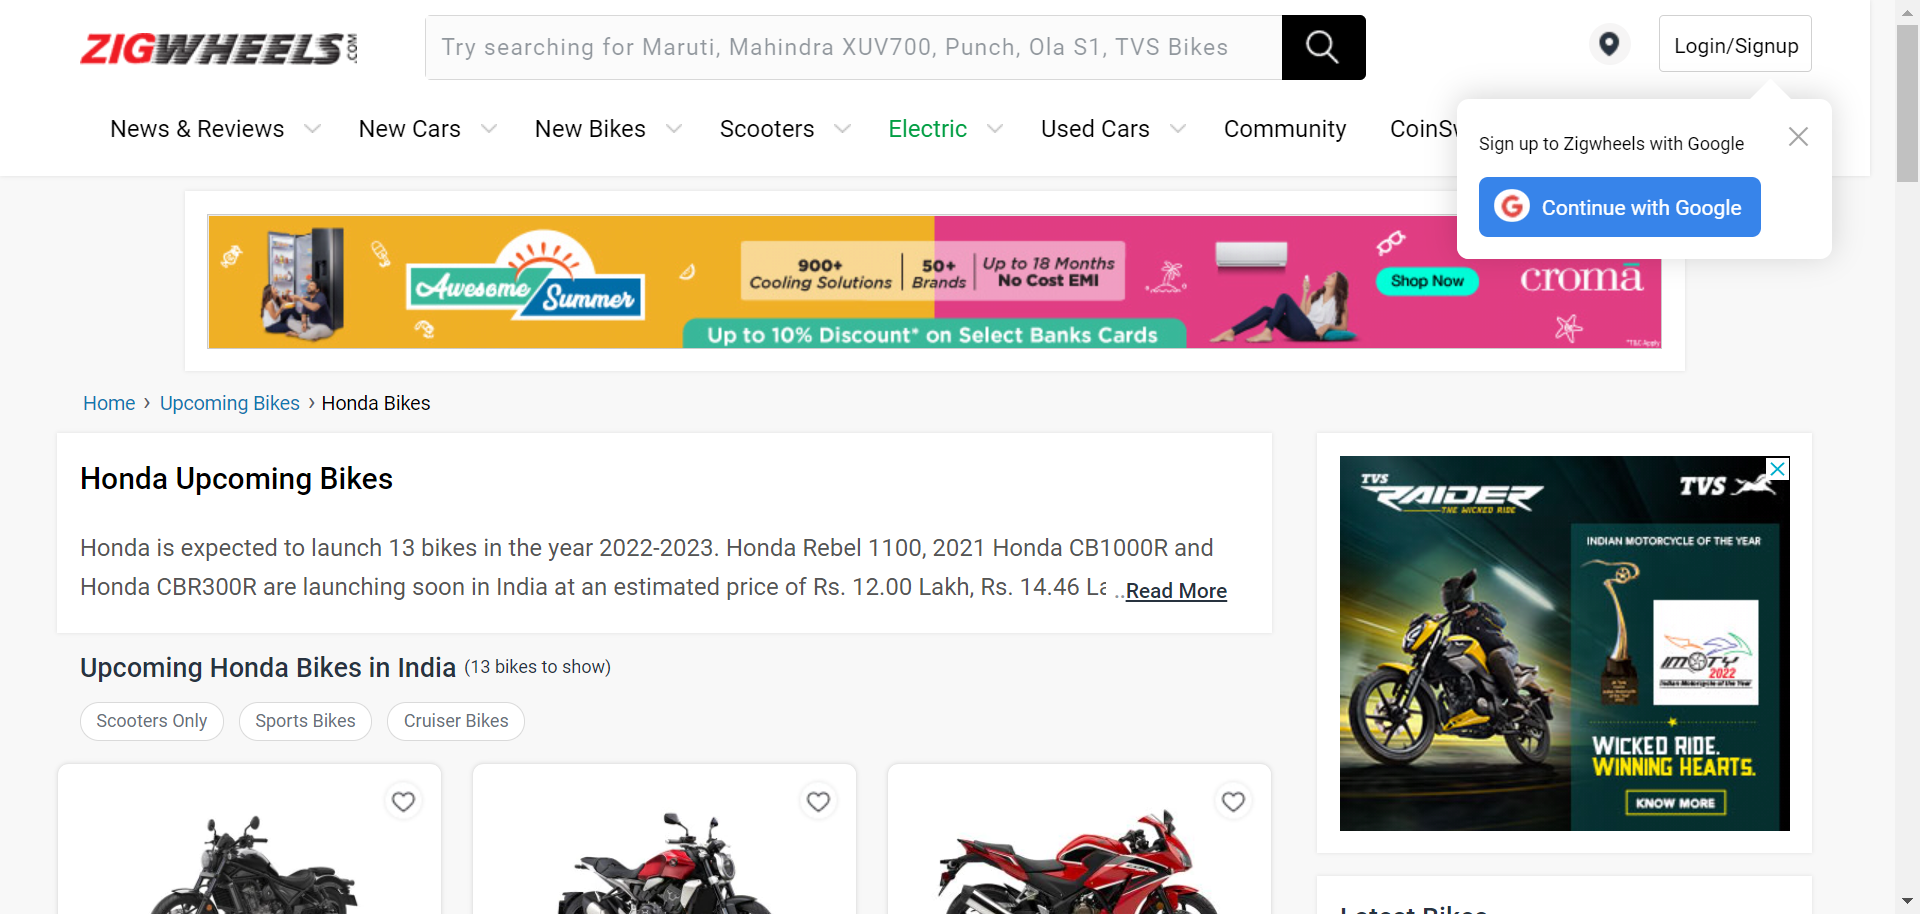 ZIGWHEELS.COM
Try searching for Maruti, Mahindra XUV700, Punch, Ola S1, TVS Bikes
Login/Signup
News & Reviews
New Cars
New Bikes
Scooters
Electric
Used Cars
Community
Sign up to Zigwheels with Google
Continue with Google
Awesome Summer
900+
Cooling Solutions
50+
Brands
Up to 18 Months
No Cost EMI
Up to 10% Discount* on Select Banks Cards
Shop Now
cromā
*T&C Apply
Home › Upcoming Bikes › Honda Bikes
Honda Upcoming Bikes
Honda is expected to launch 13 bikes in the year 2022-2023. Honda Rebel 1100, 2021 Honda CB1000R and
Honda CBR300R are launching soon in India at an estimated price of Rs. 12.00 Lakh, Rs. 14.46 La ..Read More
Upcoming Honda Bikes in India (13 bikes to show)
Scooters Only
Sports Bikes
Cruiser Bikes
TVS
RAIDER
THE WICKED RIDE
TVS
INDIAN MOTORCYCLE OF THE YEAR
IMOTY
2022
Indian Motorcycle of the Year
WICKED RIDE.
WINNING HEARTS.
KNOW MORE
Latest Bikes